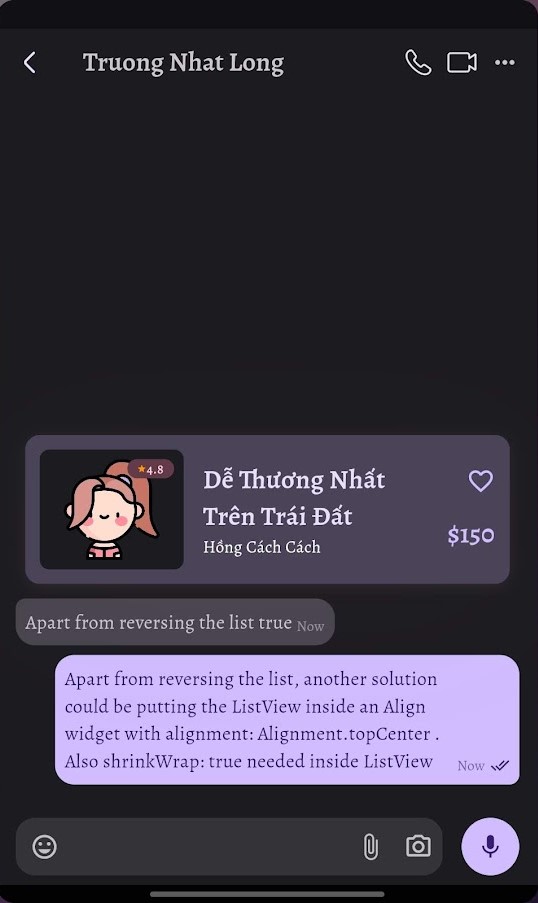 Truong Nhat Long
★4.8
Dễ Thương Nhất
Trên Trái Đất
Hồng Cách Cách
$150
Apart from reversing the list true Now
Apart from reversing the list, another solution
could be putting the ListView inside an Align
widget with alignment: Alignment.topCenter .
Also shrinkWrap: true needed inside ListView Now